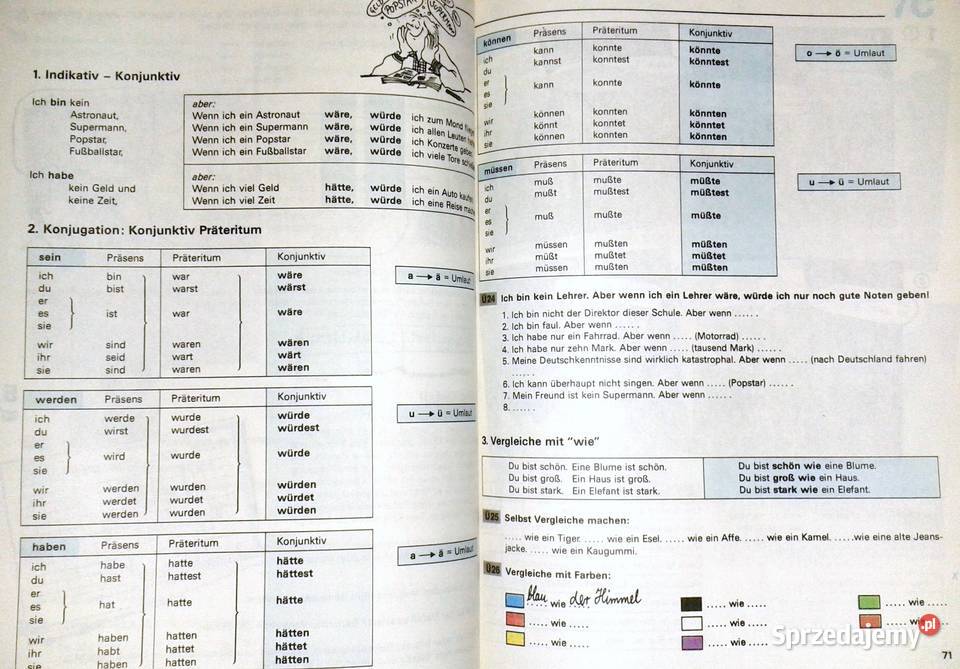 POPSTAR
SUPERMAN
1. Indikativ – Konjunktiv
Ich bin kein
Astronaut,
Supermann,
Popstar,
Fußballstar,
aber:
Wenn ich ein Astronaut wäre, würde ich zum Mond
Wenn ich ein Supermann wäre, würde ich allen Leuten
Wenn ich ein Popstar wäre, würde ich Konzerte geben
Wenn ich ein Fußballstar wäre, würde ich viele Tore
Ich habe
kein Geld und
keine Zeit,
aber:
Wenn ich viel Geld hätte, würde ich ein Auto kaufen
Wenn ich viel Zeit hätte, würde ich eine Reise
2. Konjugation: Konjunktiv Präteritum
sein Präsens Präteritum Konjunktiv
ich bin war wäre
du bist warst wärst
er
es ist war wäre
sie
wir sind waren wären
ihr seid wart wärt
sie sind waren wären
a → ä = Umlaut
werden Präsens Präteritum Konjunktiv
ich werde wurde würde
du wirst wurdest würdest
er
es wird wurde würde
sie
wir werden wurden würden
ihr werdet wurdet würdet
sie werden wurden würden
u → ü = Umlaut
haben Präsens Präteritum Konjunktiv
ich habe hatte hätte
du hast hattest hättest
er
es hat hatte hätte
sie
wir haben hatten hätten
ihr habt hattet hättet
sie haben hatten hätten
a → ä = Umlaut
7C
können Präsens Präteritum Konjunktiv
ich kann konnte könnte
du kannst konntest könntest
er
es kann konnte könnte
sie
wir können konnten könnten
ihr könnt konntet könntet
sie können konnten könnten
o → ö = Umlaut
müssen Präsens Präteritum Konjunktiv
ich muß mußte müßte
du mußt mußtest müßtest
er
es muß mußte müßte
sie
wir müssen mußten müßten
ihr müßt mußtet müßtet
sie müssen mußten müßten
u → ü = Umlaut
Ü24 Ich bin kein Lehrer. Aber wenn ich ein Lehrer wäre, würde ich nur noch gute Noten geben!
1. Ich bin nicht der Direktor dieser Schule. Aber wenn ......
2. Ich bin faul. Aber wenn ......
3. Ich habe nur ein Fahrrad. Aber wenn ..... (Motorrad) ......
4. Ich habe nur zehn Mark. Aber wenn ..... (tausend Mark) ......
5. Meine Deutschkenntnisse sind wirklich katastrophal. Aber wenn ..... (nach Deutschland fahren)
......
6. Ich kann überhaupt nicht singen. Aber wenn ..... (Popstar) ......
7. Mein Freund ist kein Supermann. Aber wenn ......
8. ......
3. Vergleiche mit "wie"
Du bist schön. Eine Blume ist schön. Du bist schön wie eine Blume.
Du bist groß. Ein Haus ist groß. Du bist groß wie ein Haus.
Du bist stark. Ein Elefant ist stark. Du bist stark wie ein Elefant.
Ü25 Selbst Vergleiche machen:
..... wie ein Tiger. ..... wie ein Esel. ..... wie ein Affe. ..... wie ein Kamel. .....wie eine alte Jeans-
jacke. ..... wie ein Kaugummi.
Ü26 Vergleiche mit Farben:
blau wie der Himmel ..... wie ..... ..... wie .....
..... wie ..... ..... wie ..... ..... wie .....
..... wie ..... ..... wie .....
Sprzedajemy.pl
71